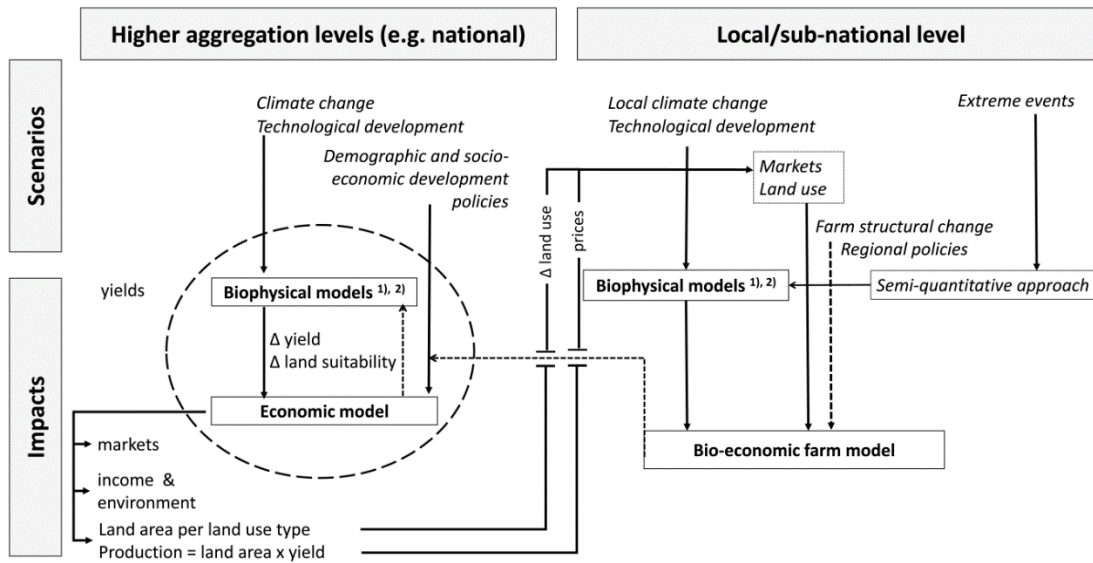 Higher aggregation levels (e.g. national)
Local/sub-national level
Scenarios
Climate change
Technological development
Demographic and socio-
economic development
policies
Local climate change
Technological development
Extreme events
Markets
Land use
Δ land use
prices
Farm structural change
Regional policies
Impacts
yields
Biophysical models 1), 2)
Δ yield
Δ land suitability
Economic model
Biophysical models 1), 2)
Semi-quantitative approach
Bio-economic farm model
markets
income &
environment
Land area per land use type
Production = land area x yield